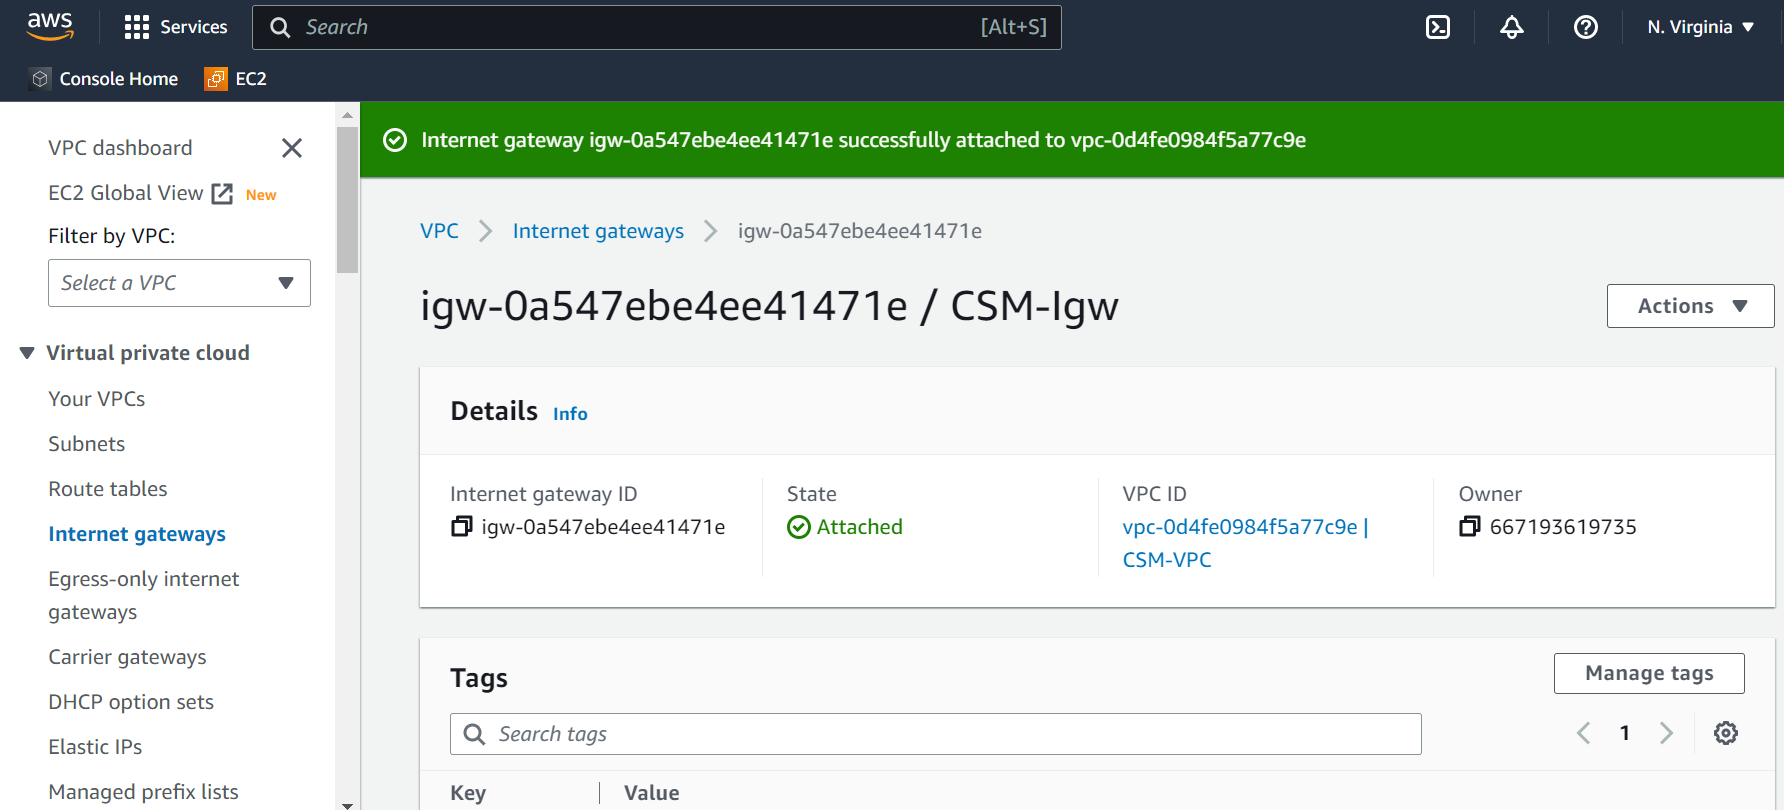 aws
Services
Search
[Alt+S]
N. Virginia
Console Home
EC2
VPC dashboard
EC2 Global View
New
Filter by VPC:
Select a VPC
Virtual private cloud
Your VPCs
Subnets
Route tables
Internet gateways
Egress-only internet
gateways
Carrier gateways
DHCP option sets
Elastic IPs
Managed prefix lists
Internet gateway igw-0a547ebe4ee41471e successfully attached to vpc-0d4fe0984f5a77c9e
VPC
Internet gateways
igw-0a547ebe4ee41471e
igw-0a547ebe4ee41471e / CSM-Igw
Actions
Details Info
Internet gateway ID
igw-0a547ebe4ee41471e
State
Attached
VPC ID
vpc-0d4fe0984f5a77c9e |
CSM-VPC
Owner
667193619735
Tags
Manage tags
Search tags
1
Key
Value